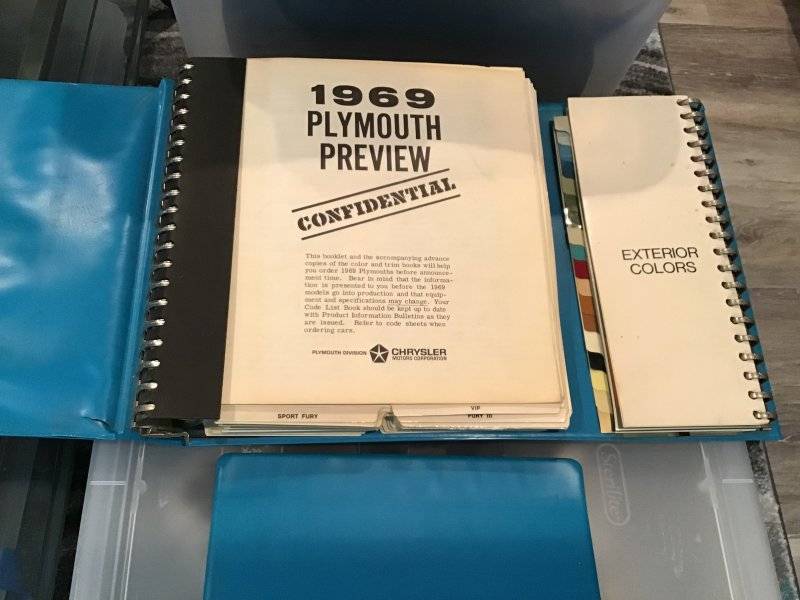 1969
PLYMOUTH
PREVIEW
CONFIDENTIAL
This booklet and the accompanying advance
copies of the color and trim books will help
you order 1969 Plymouths before announce-
ment time. Bear in mind that the informa-
tion is presented to you before the 1969
models go into production and that equip-
ment and specifications may change. Your
Code List Book should be kept up to date
with Product Information Bulletins as they
are issued. Refer to code sheets when
ordering cars.
PLYMOUTH DIVISION CHRYSLER
MOTORS CORPORATION
SPORT FURY
VIP
FURY III
EXTERIOR
COLORS
Sterilite